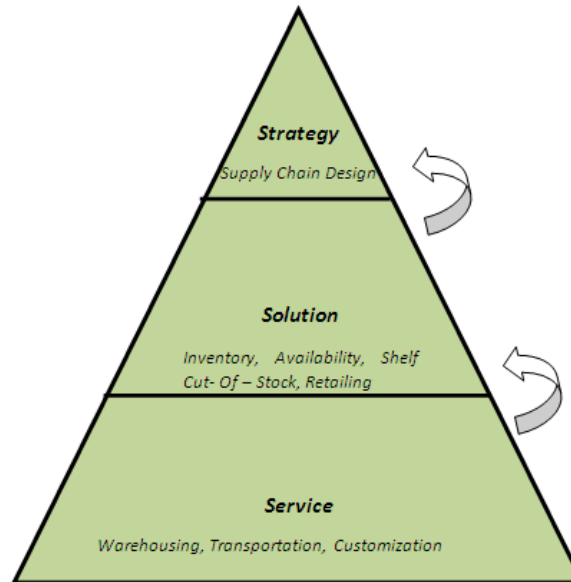 Strategy
Supply Chain Design
Solution
Inventory, Availability, Shelf
Cut- Of – Stock, Retailing
Service
Warehousing, Transportation, Customization